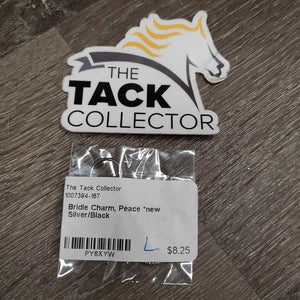 THE
TACK
COLLECTOR
The Tack Collector
1007394-167
Bridle Charm, Peace *new
Silver/Black
PY8XYW
L
$8.25